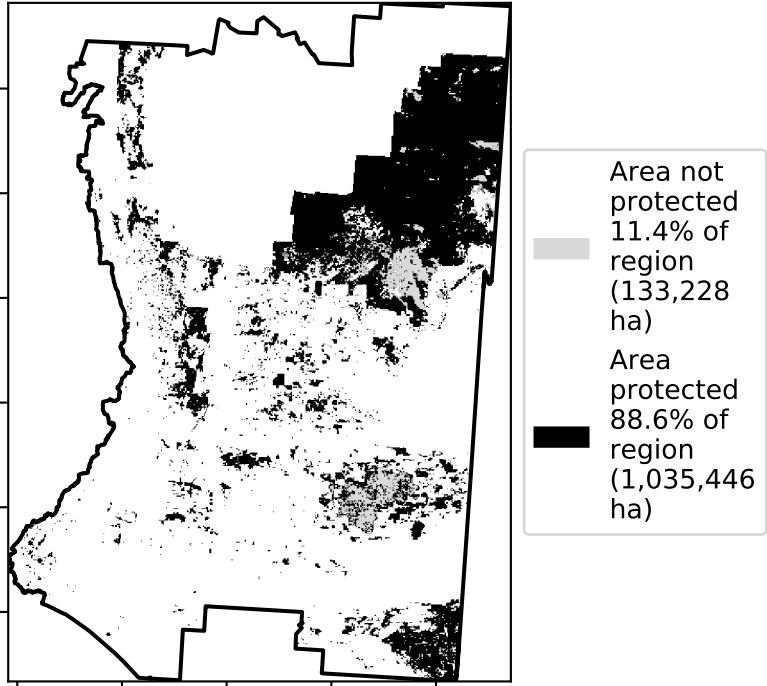 Area not
protected
11.4% of
region
(133,228
ha)
Area
protected
88.6% of
region
(1,035,446
ha)